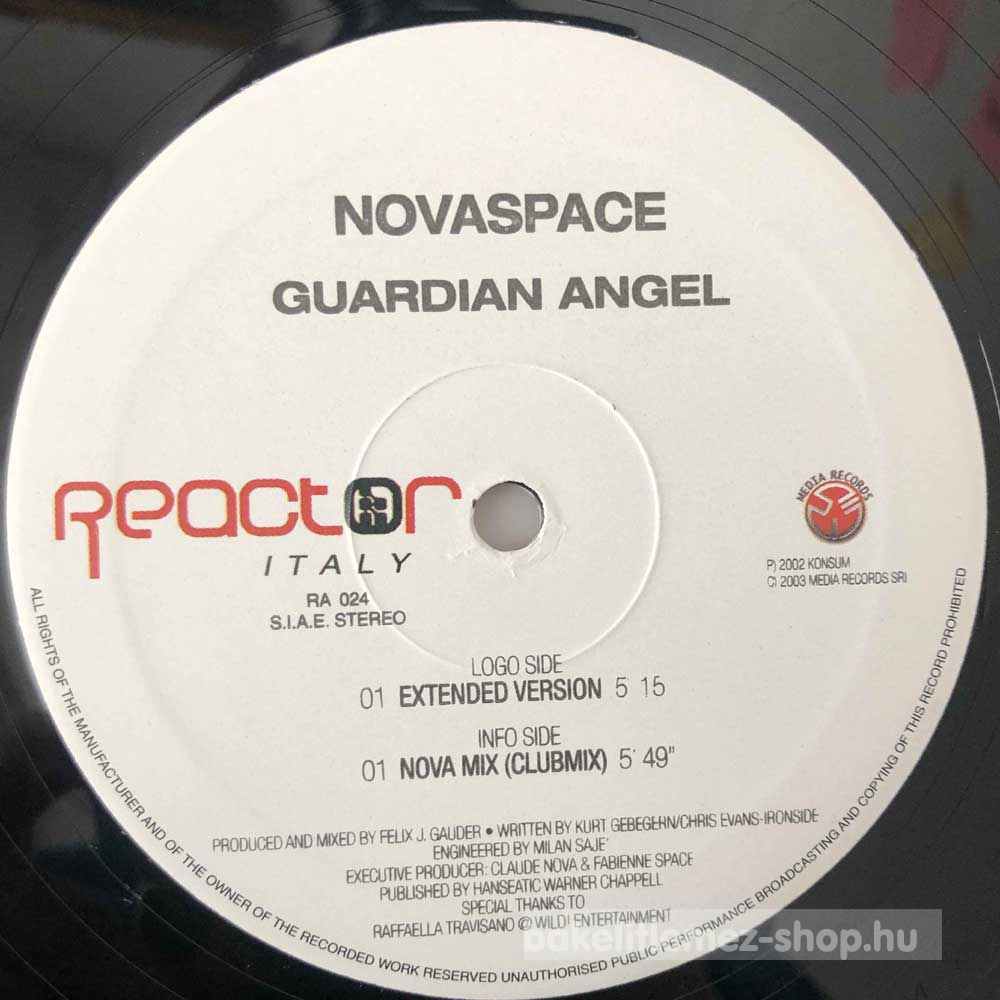 NOVASPACE
GUARDIAN ANGEL
Reactor
ITALY
RA 024
S.I.A.E. STEREO
MEDIA RECORDS
P) 2002 KONSUM
C) 2003 MEDIA RECORDS SRI
LOGO SIDE
01 EXTENDED VERSION 5 15
INFO SIDE
01 NOVA MIX (CLUBMIX) 5' 49"
PRODUCED AND MIXED BY FELIX J. GAUDER • WRITTEN BY KURT GEBEGERN/CHRIS EVANS-IRONSIDE
ENGINEERED BY MILAN SAJE'
EXECUTIVE PRODUCER: CLAUDE NOVA & FABIENNE SPACE
PUBLISHED BY HANSEATIC WARNER CHAPPELL
SPECIAL THANKS TO
RAFFAELLA TRAVISANO @ WILD! ENTERTAINMENT
ALL RIGHTS OF THE MANUFACTURER AND OF THE OWNER OF THE RECORDED WORK RESERVED UNAUTHORISED PUBLIC PERFORMANCE BROADCASTING AND COPYING OF THIS RECORD PROHIBITED
bakelitlemez-shop.hu